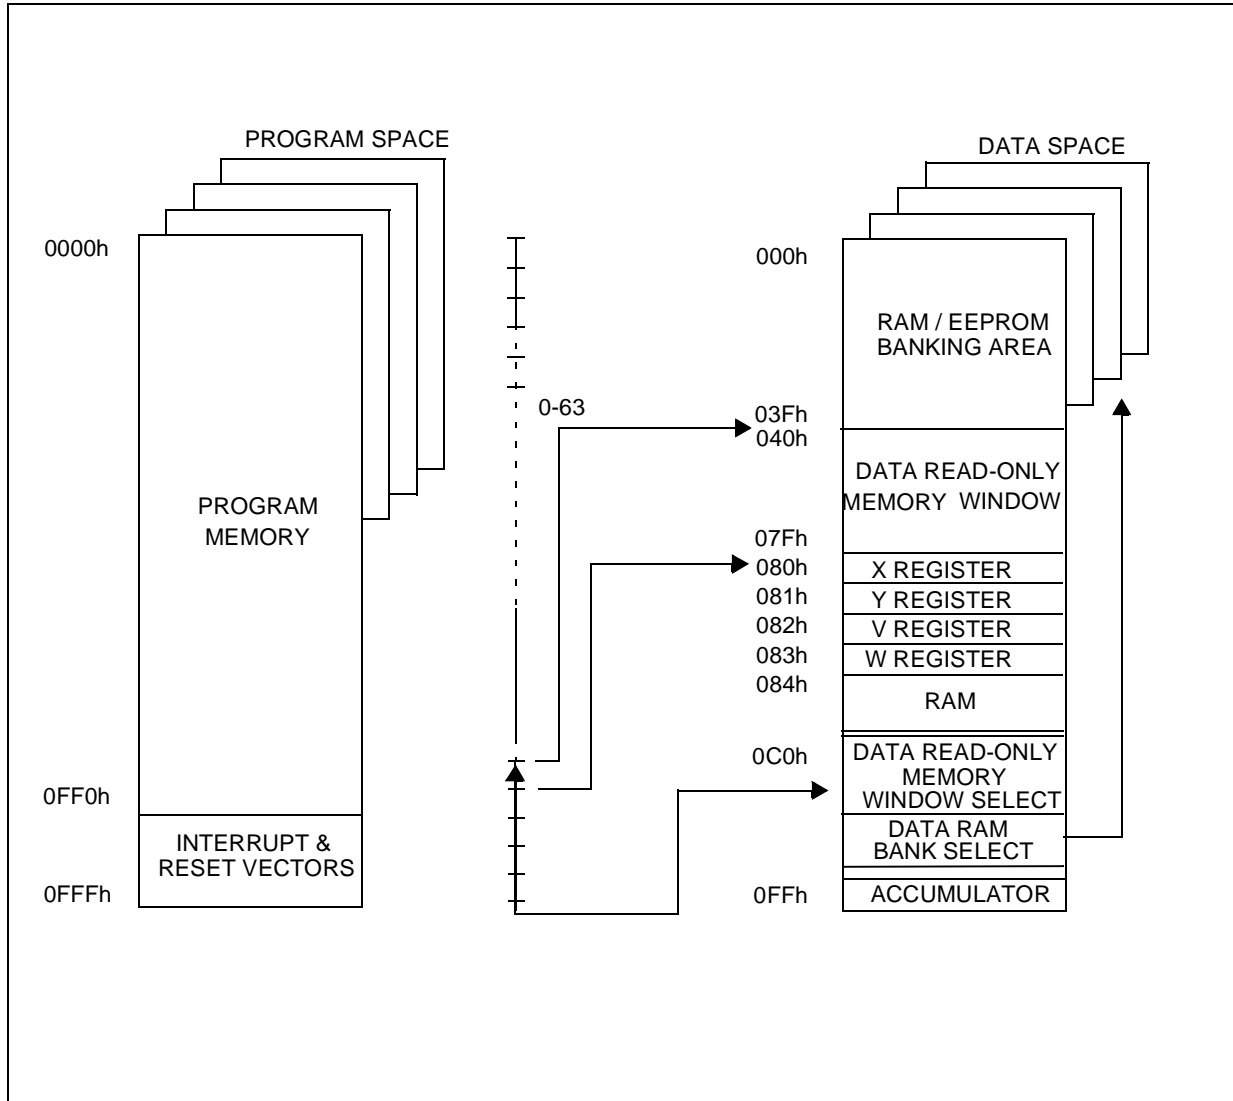 PROGRAM SPACE
0000h
PROGRAM
MEMORY
0FF0h
INTERRUPT &
RESET VECTORS
0FFFh
0-63
DATA SPACE
000h
RAM / EEPROM
BANKING AREA
03Fh
040h
DATA READ-ONLY
MEMORY WINDOW
07Fh
080h
X REGISTER
081h
Y REGISTER
082h
V REGISTER
083h
W REGISTER
084h
RAM
0C0h
DATA READ-ONLY
MEMORY
WINDOW SELECT
DATA RAM
BANK SELECT
0FFh
ACCUMULATOR